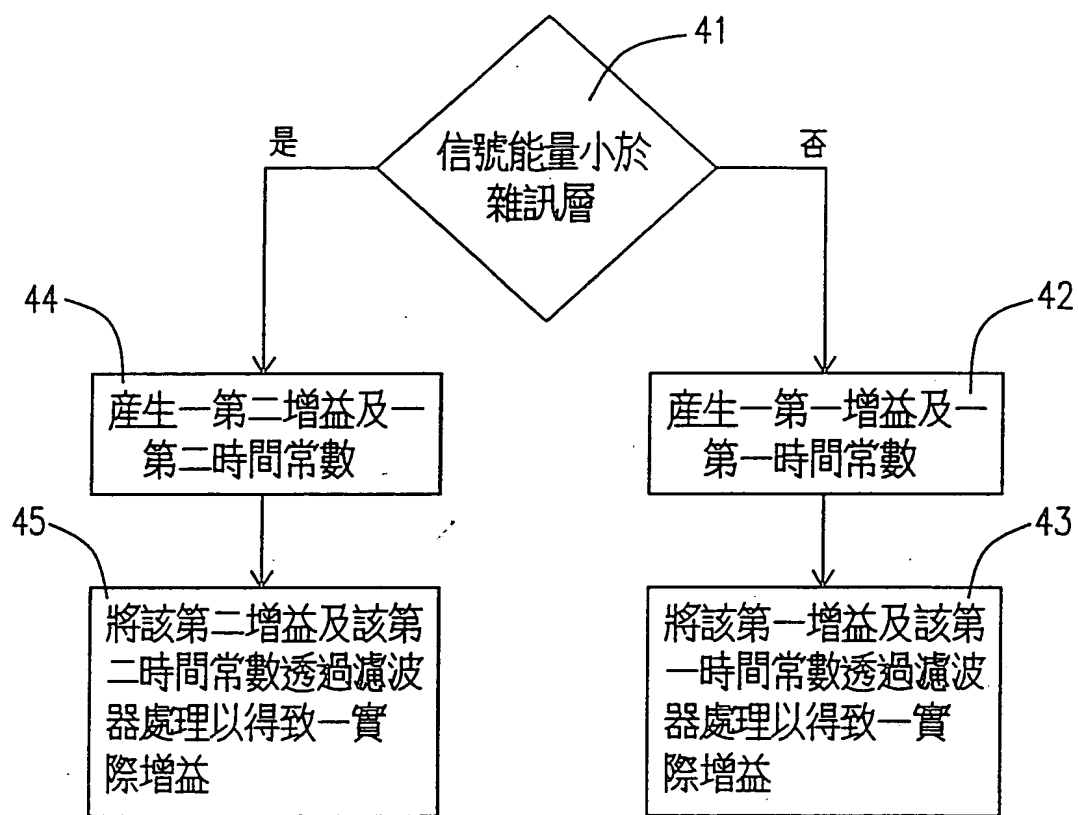 41
信號能量小於
雜訊層
是
否
44
産生一第二增益及一
第二時間常數
42
産生一第一增益及一
第一時間常數
45
將該第二增益及該第
二時間常數透過濾波
器處理以得致一實
際增益
43
將該第一增益及該第
一時間常數透過濾波
器處理以得致一實
際增益